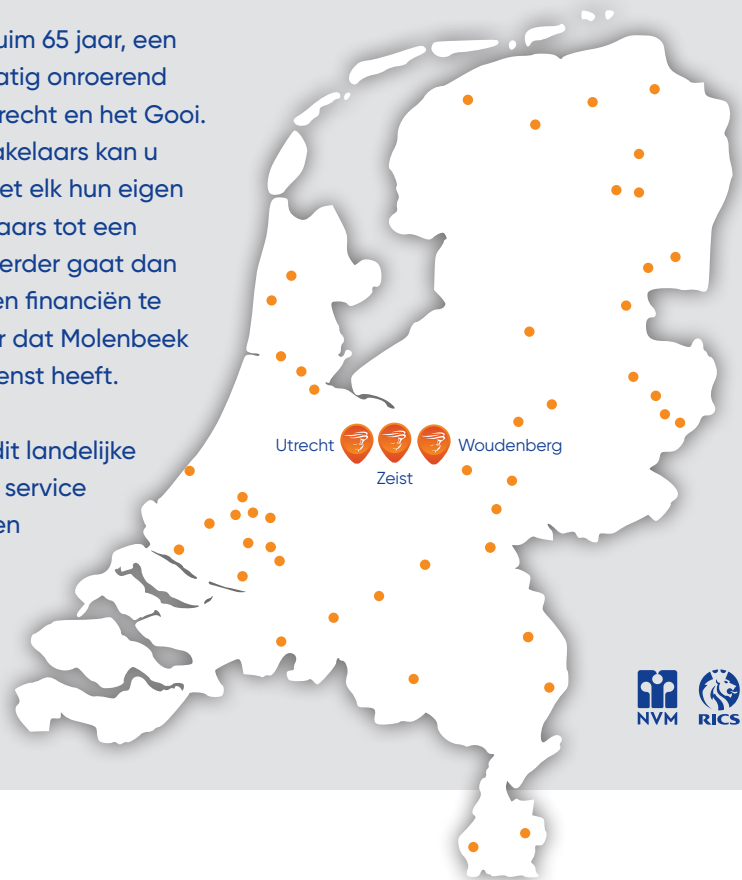 uim 65 jaar, een
atig onroerend
recht en het Gooi.
akelaars kan u
et elk hun eigen
aars tot een
erder gaat dan
en financiën te
r dat Molenbeek
enst heeft.
dit landelijke
service
en
Utrecht
Woudenberg
Zeist
NVM
RICS